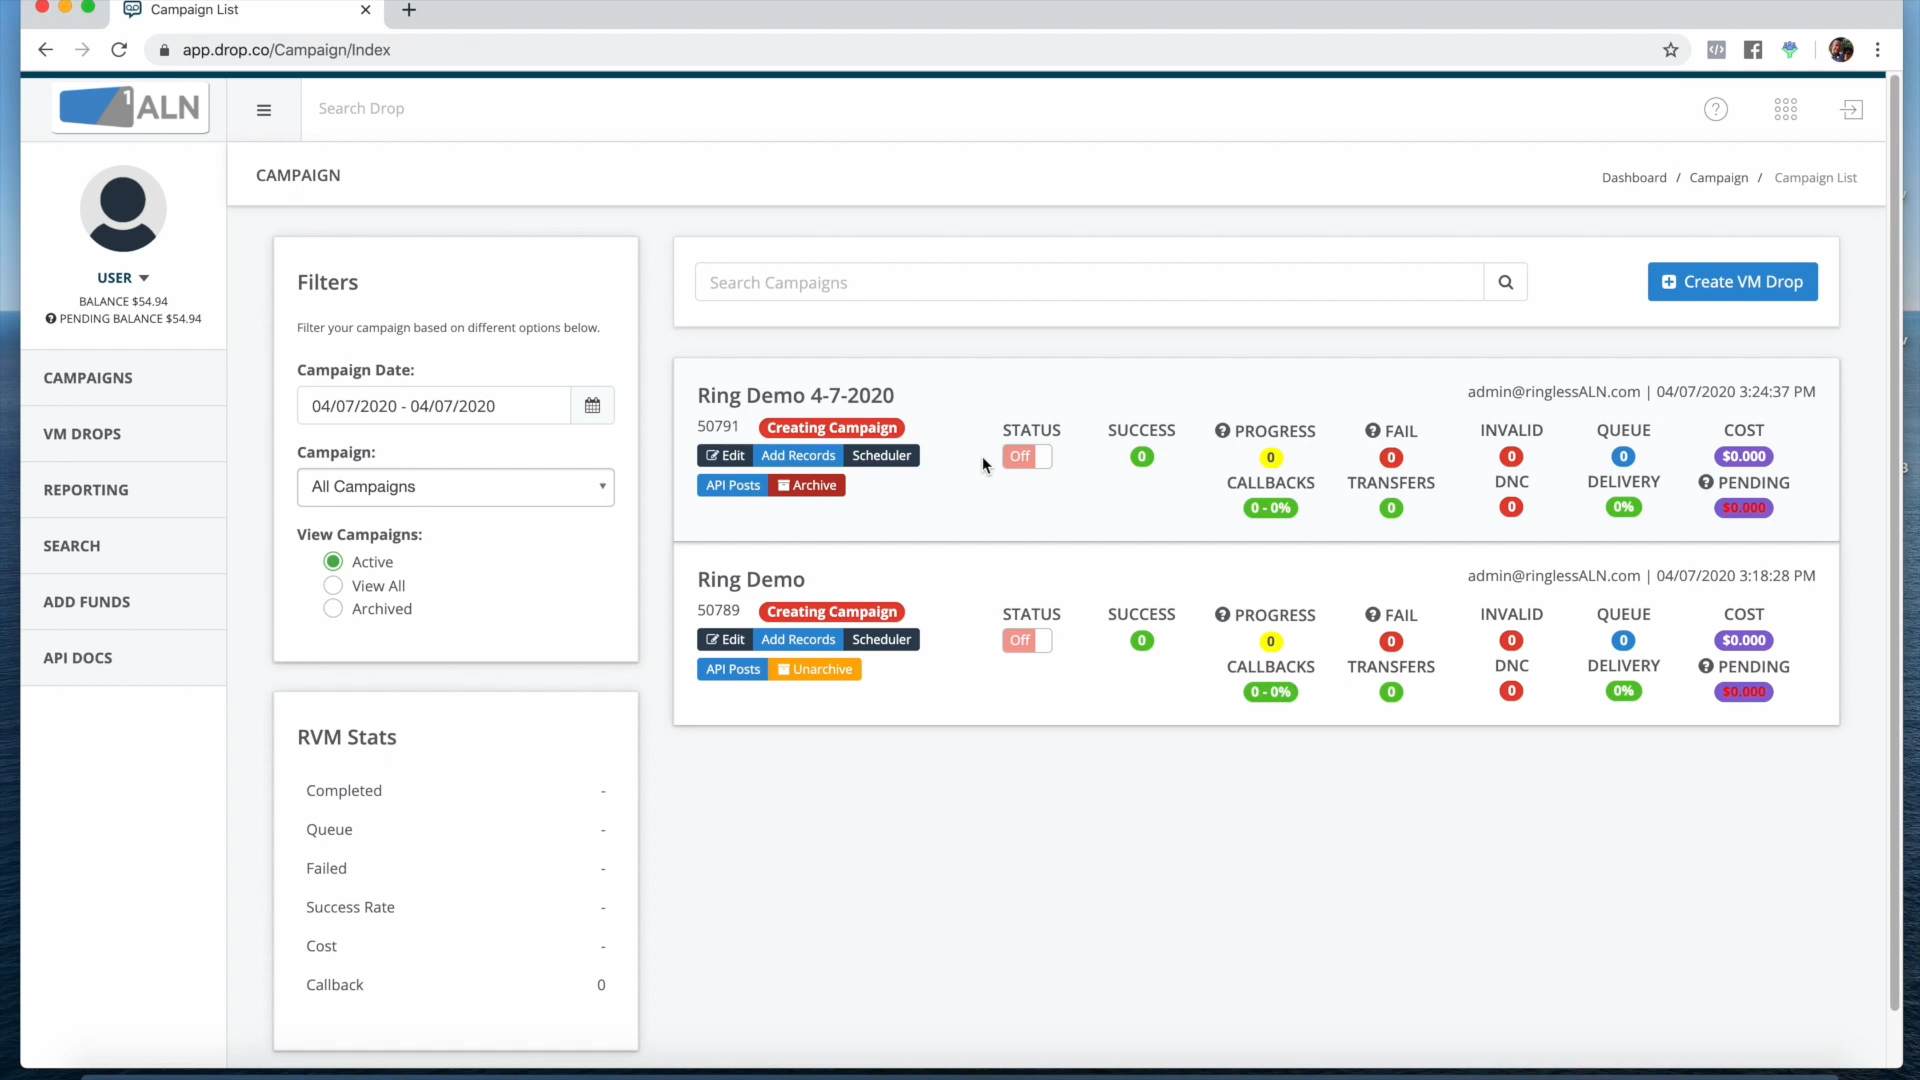 Campaign List
app.drop.co/Campaign/Index
1 ALN
Search Drop
USER
BALANCE $54.94
PENDING BALANCE $54.94
CAMPAIGNS
VM DROPS
REPORTING
SEARCH
ADD FUNDS
API DOCS
CAMPAIGN
Dashboard / Campaign / Campaign List
Filters
Filter your campaign based on different options below.
Campaign Date:
04/07/2020 - 04/07/2020
Campaign:
All Campaigns
View Campaigns:
Active
View All
Archived
RVM Stats
Completed -
Queue -
Failed -
Success Rate -
Cost -
Callback 0
Search Campaigns
Create VM Drop
Ring Demo 4-7-2020
admin@ringlessALN.com | 04/07/2020 3:24:37 PM
50791 Creating Campaign
Edit Add Records Scheduler
API Posts Archive
STATUS SUCCESS PROGRESS FAIL INVALID QUEUE COST
Off 0 0 0 0 0 $0.000
CALLBACKS TRANSFERS DNC DELIVERY PENDING
0 - 0% 0 0 0% $0.000
Ring Demo
admin@ringlessALN.com | 04/07/2020 3:18:28 PM
50789 Creating Campaign
Edit Add Records Scheduler
API Posts Unarchive
STATUS SUCCESS PROGRESS FAIL INVALID QUEUE COST
Off 0 0 0 0 0 $0.000
CALLBACKS TRANSFERS DNC DELIVERY PENDING
0 - 0% 0 0 0% $0.000